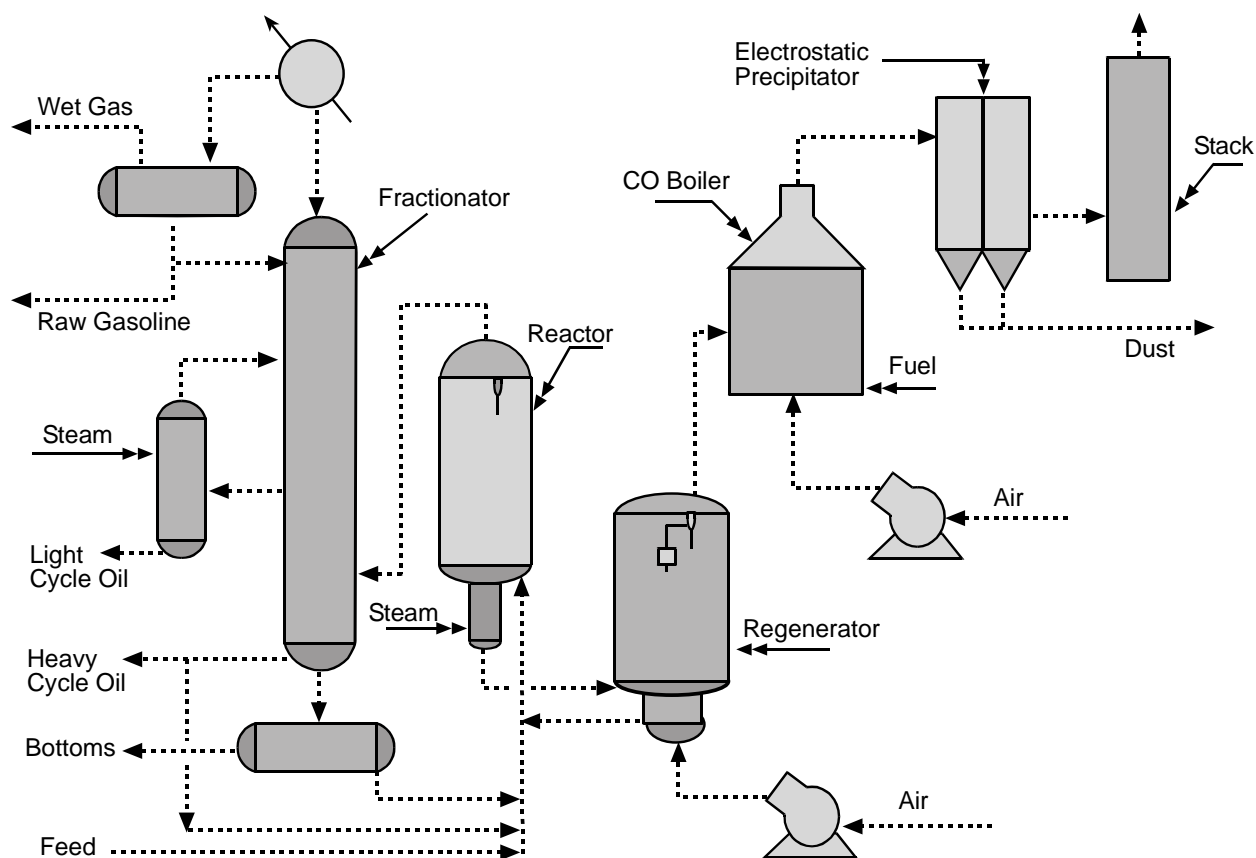 Electrostatic
Precipitator
Wet Gas
Stack
CO Boiler
Fractionator
Raw Gasoline
Reactor
Dust
Fuel
Steam
Air
Light
Cycle Oil
Steam
Regenerator
Heavy
Cycle Oil
Bottoms
Air
Feed